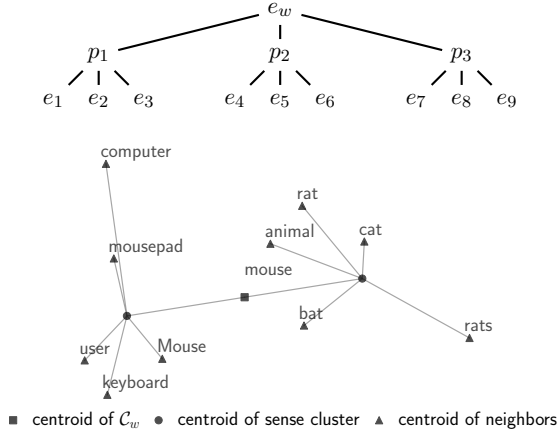 e_w
p_1 p_2 p_3
e_1 e_2 e_3 e_4 e_5 e_6 e_7 e_8 e_9
computer
rat
cat
animal
mousepad
mouse
bat
rats
user
Mouse
keyboard
centroid of 𝒞_w centroid of sense cluster centroid of neighbors